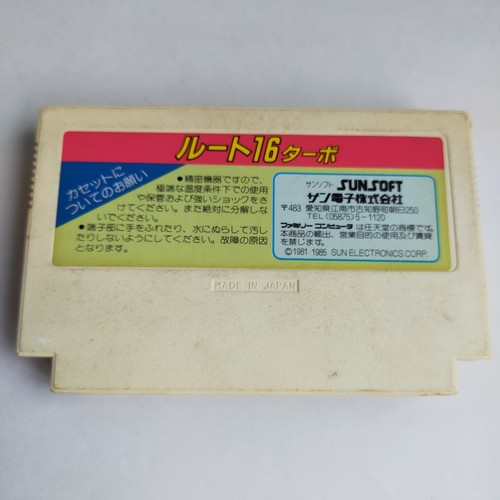 ルート16ターボ
カセットに
ついてのお願い
●精密機器ですので、
極端な温度条件下での使用
や保管および強いショックをさ
けてください。また絶対に分解しな
いでください。
●端子部に手をふれたり、水にぬらして汚し
たりしないようにしてください。故障の原因
となります。
サンソフト SUNSOFT
サン電子株式会社
〒483 愛知県江南市古知野町朝日250
TEL(05875)5-1120
ファミリーコンピュータは任天堂の商標です。
本商品の輸出、営業目的の使用及び賃貸
を禁じます。
©1981 1985 SUN ELECTRONICS CORP.
MADE IN JAPAN